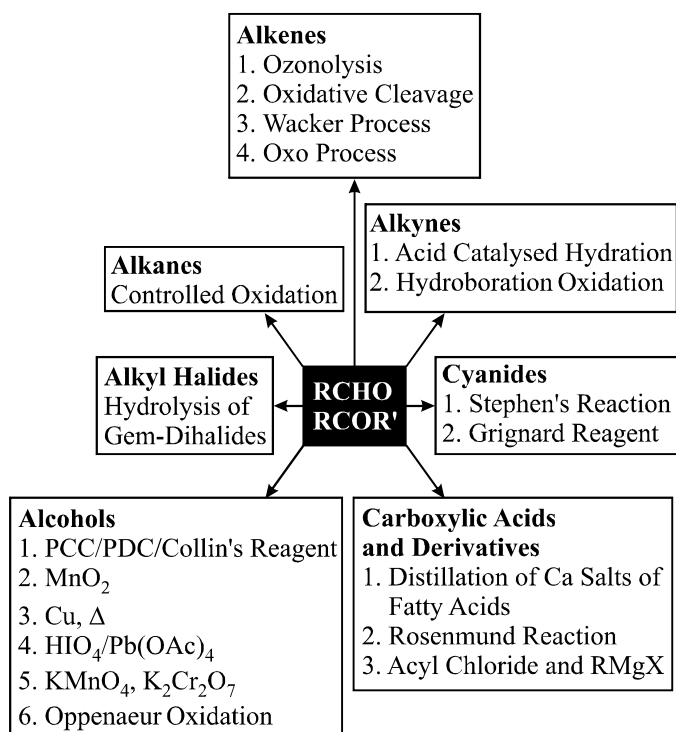 Alkenes
1. Ozonolysis
2. Oxidative Cleavage
3. Wacker Process
4. Oxo Process
Alkynes
1. Acid Catalysed Hydration
2. Hydroboration Oxidation
Alkanes
Controlled Oxidation
Alkyl Halides
Hydrolysis of
Gem-Dihalides
RCHO
RCOR'
Cyanides
1. Stephen's Reaction
2. Grignard Reagent
Alcohols
1. PCC/PDC/Collin's Reagent
2. MnO₂
3. Cu, Δ
4. HIO₄/Pb(OAc)₄
5. KMnO₄, K₂Cr₂O₇
6. Oppenaeur Oxidation
Carboxylic Acids
and Derivatives
1. Distillation of Ca Salts of
Fatty Acids
2. Rosenmund Reaction
3. Acyl Chloride and RMgX